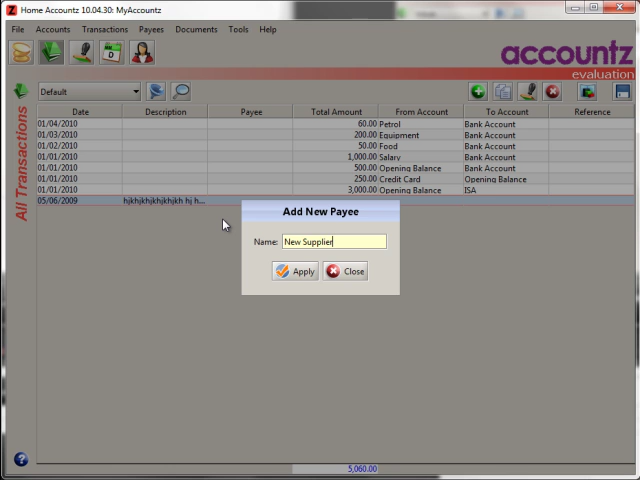 Home Accountz 10.04.30: MyAccountz
File Accounts Transactions Payees Documents Tools Help
accountz
evaluation
Default
All Transactions
Date Description Payee Total Amount From Account To Account Reference
01/04/2010 60.00 Petrol Bank Account
01/03/2010 200.00 Equipment Bank Account
01/02/2010 50.00 Food Bank Account
01/01/2010 1,000.00 Salary Bank Account
01/01/2010 500.00 Opening Balance Bank Account
01/01/2010 250.00 Credit Card Opening Balance
01/01/2010 3,000.00 Opening Balance ISA
05/06/2009 hjkhjkhjkhjkhjkh hj h...
Add New Payee
Name: New Supplier
Apply Close
5,060.00